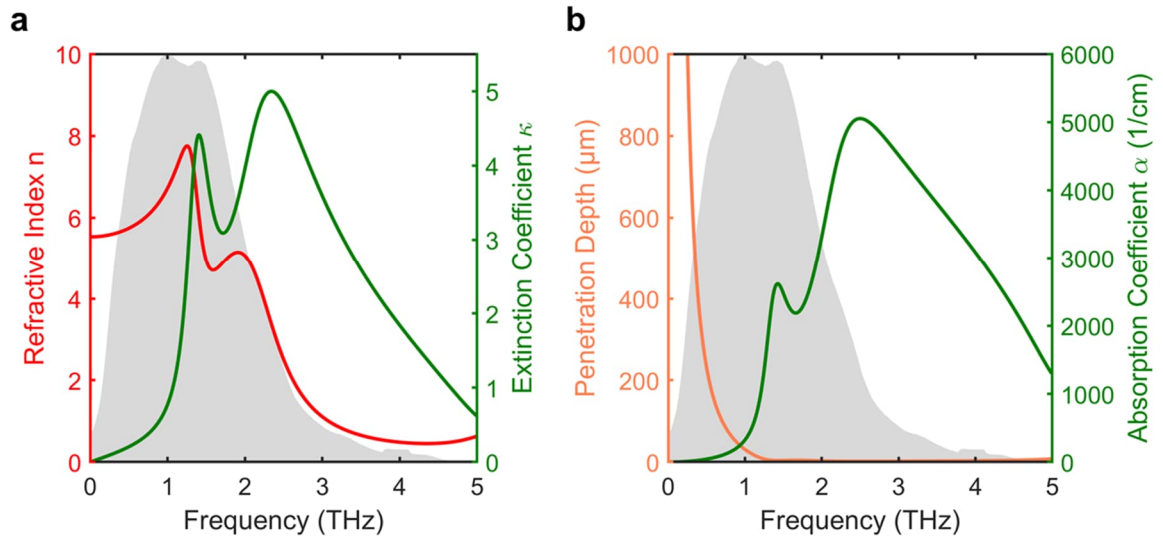 a
10
8
6
4
2
0
Refractive Index n
5
4
3
2
1
0
Extinction Coefficient κ
0 1 2 3 4 5
Frequency (THz)
b
1000
800
600
400
200
0
Penetration Depth (μm)
6000
5000
4000
3000
2000
1000
0
Absorption Coefficient α (1/cm)
0 1 2 3 4 5
Frequency (THz)